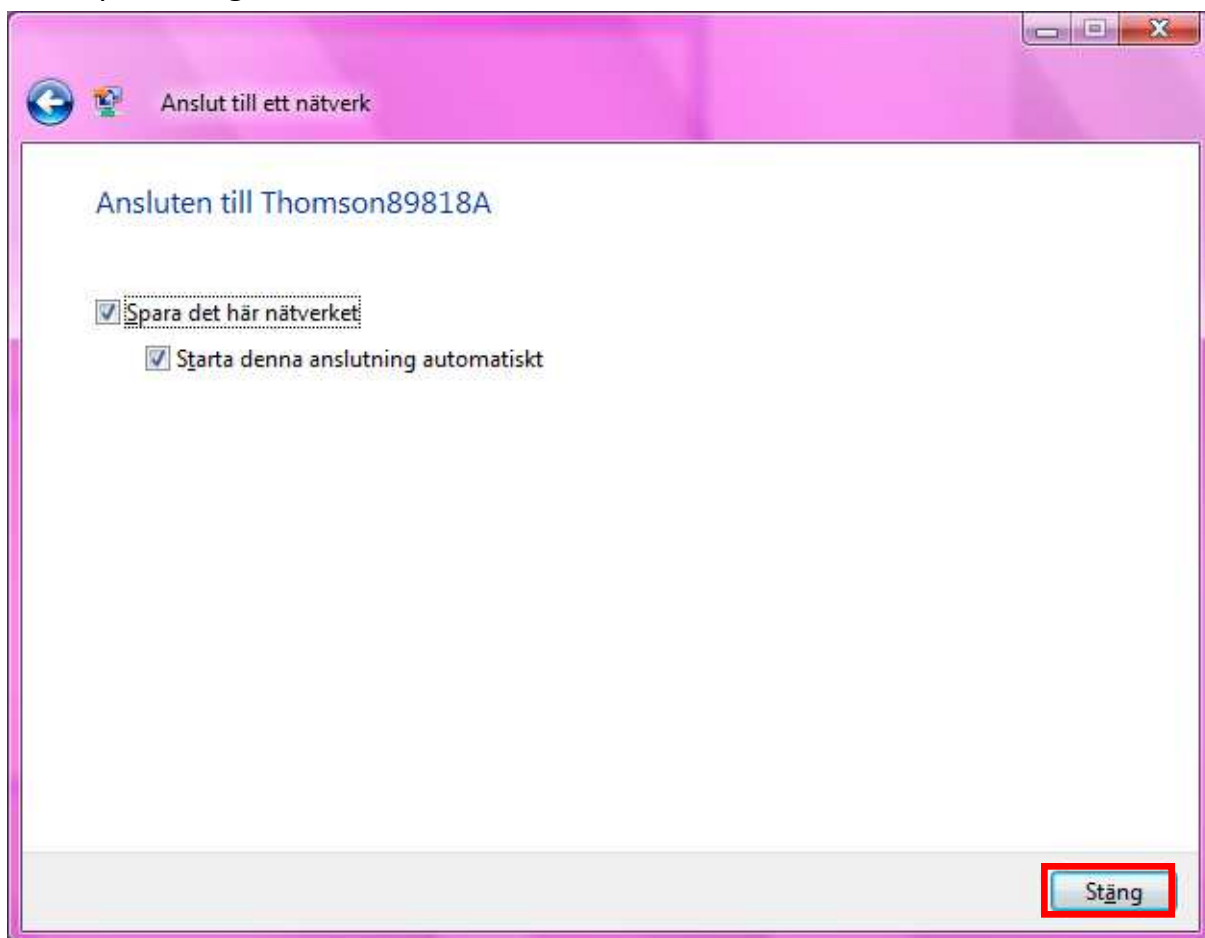 Anslut till ett nätverk
Ansluten till Thomson89818A
Spara det här nätverket
Starta denna anslutning automatiskt
Stäng